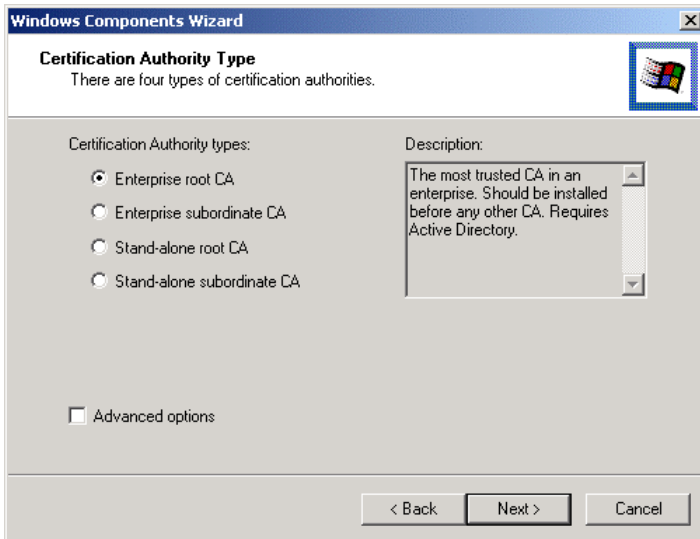 Windows Components Wizard
Certification Authority Type
There are four types of certification authorities.
Certification Authority types:
Enterprise root CA
Enterprise subordinate CA
Stand-alone root CA
Stand-alone subordinate CA
Description:
The most trusted CA in an
enterprise. Should be installed
before any other CA. Requires
Active Directory.
Advanced options
< Back
Next >
Cancel